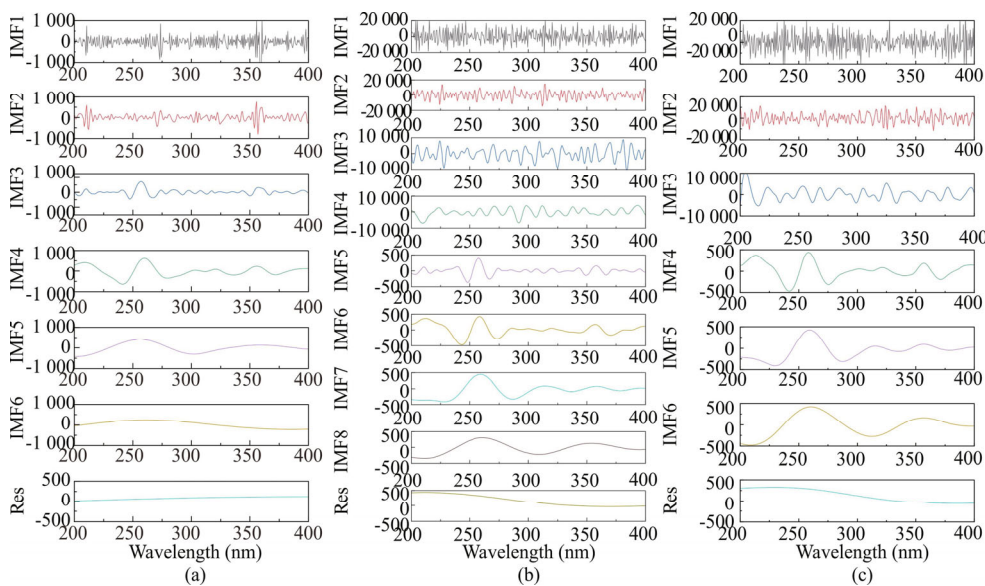 IMF1 1 000 0 -1 000
200 250 300 350 400
IMF2 1 000 0 -1 000
200 250 300 350 400
IMF3 1 000 0 -1 000
200 250 300 350 400
IMF4 1 000 0 -1 000
200 250 300 350 400
IMF5 1 000 0 -1 000
200 250 300 350 400
IMF6 1 000 0 -1 000
200 250 300 350 400
Res 500 0 -500
200 250 300 350 400
Wavelength (nm)
(a)
IMF1 20 000 0 -20 000
200 250 300 350 400
IMF2 20 000 0 -20 000
200 250 300 350 400
IMF3 10 000 0 -10 000
200 250 300 350 400
IMF4 10 000 0 -10 000
200 250 300 350 400
IMF5 500 0 -500
200 250 300 350 400
IMF6 500 0 -500
200 250 300 350 400
IMF7 500 0 -500
200 250 300 350 400
IMF8 500 0 -500
200 250 300 350 400
Res 500 0 -500
200 250 300 350 400
Wavelength (nm)
(b)
IMF1 20 000 0 -20 000
200 250 300 350 400
IMF2 20 000 0 -20 000
200 250 300 350 400
IMF3 10 000 0 -10 000
200 250 300 350 400
IMF4 500 0 -500
200 250 300 350 400
IMF5 500 0 -500
200 250 300 350 400
IMF6 500 0 -500
200 250 300 350 400
Res 500 0 -500
200 250 300 350 400
Wavelength (nm)
(c)